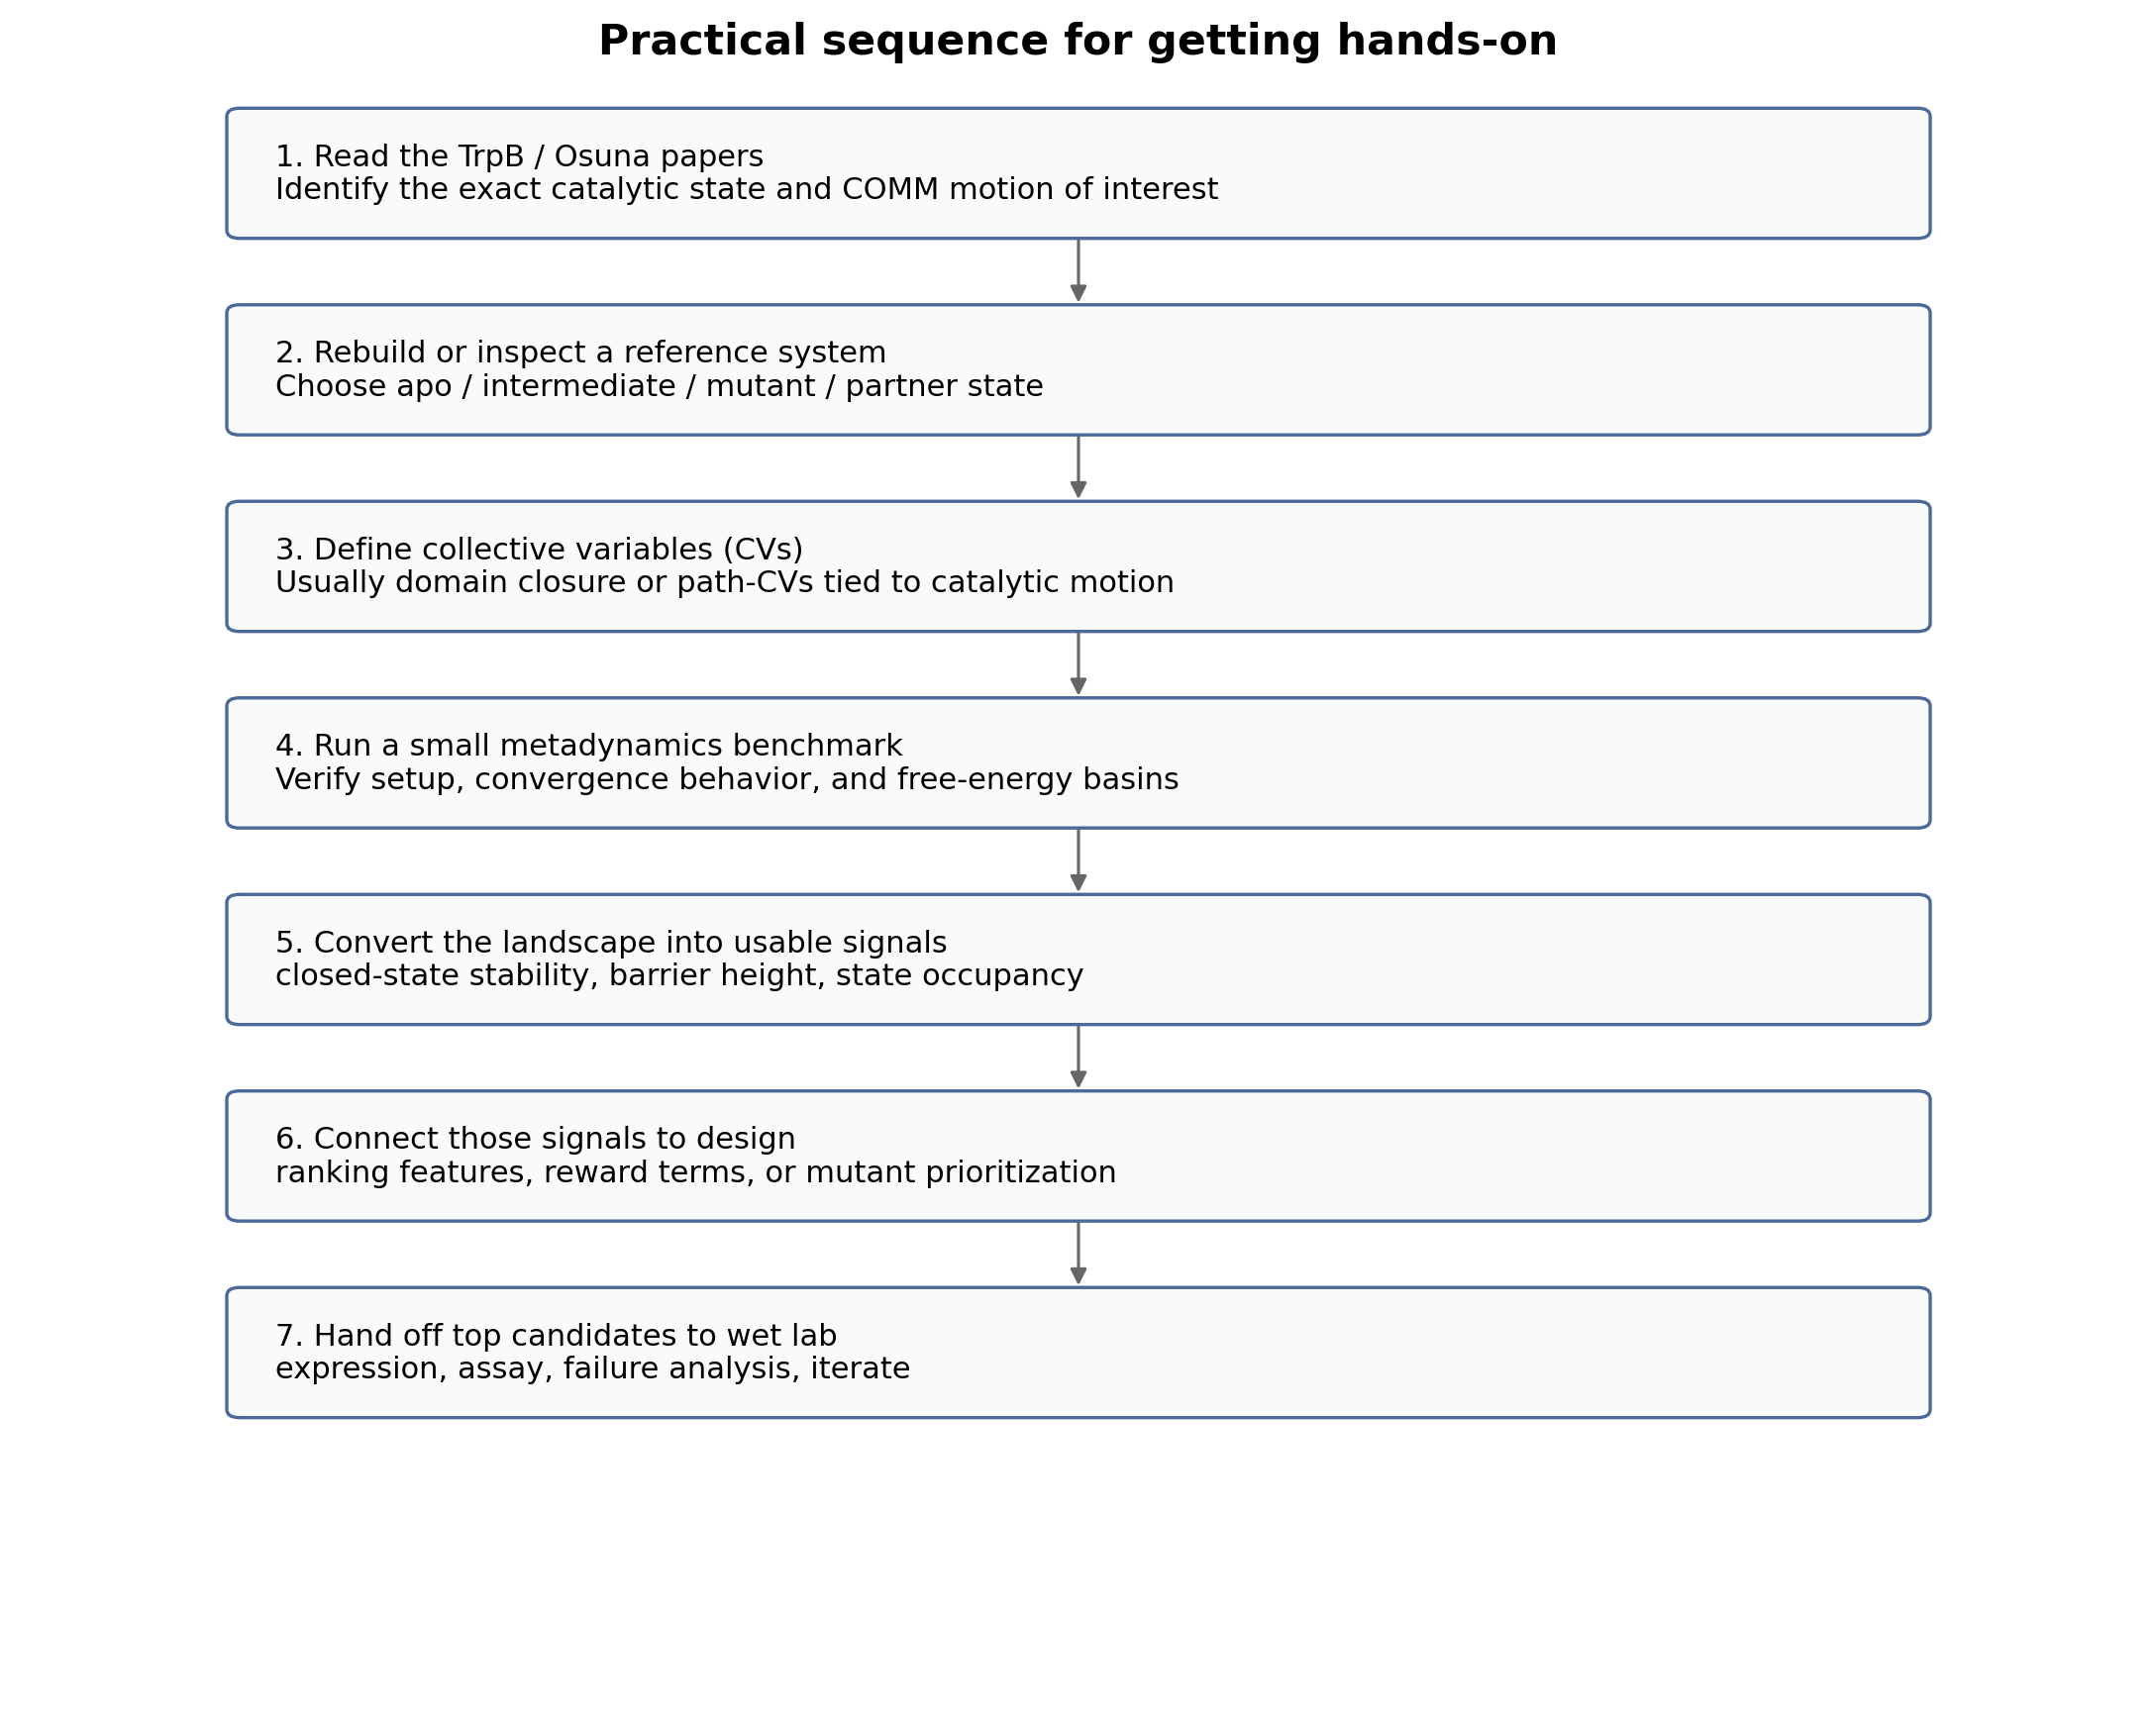 Practical sequence for getting hands-on
1. Read the TrpB / Osuna papers
Identify the exact catalytic state and COMM motion of interest
2. Rebuild or inspect a reference system
Choose apo / intermediate / mutant / partner state
3. Define collective variables (CVs)
Usually domain closure or path-CVs tied to catalytic motion
4. Run a small metadynamics benchmark
Verify setup, convergence behavior, and free-energy basins
5. Convert the landscape into usable signals
closed-state stability, barrier height, state occupancy
6. Connect those signals to design
ranking features, reward terms, or mutant prioritization
7. Hand off top candidates to wet lab
expression, assay, failure analysis, iterate